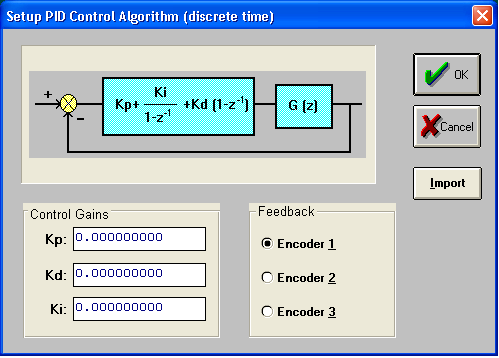 Setup PID Control Algorithm (discrete time)
+
-
Kp+ Ki / 1-z⁻¹ +Kd (1-z⁻¹)
G (z)
OK
Cancel
Import
Control Gains
Kp: 0.000000000
Kd: 0.000000000
Ki: 0.000000000
Feedback
Encoder 1
Encoder 2
Encoder 3